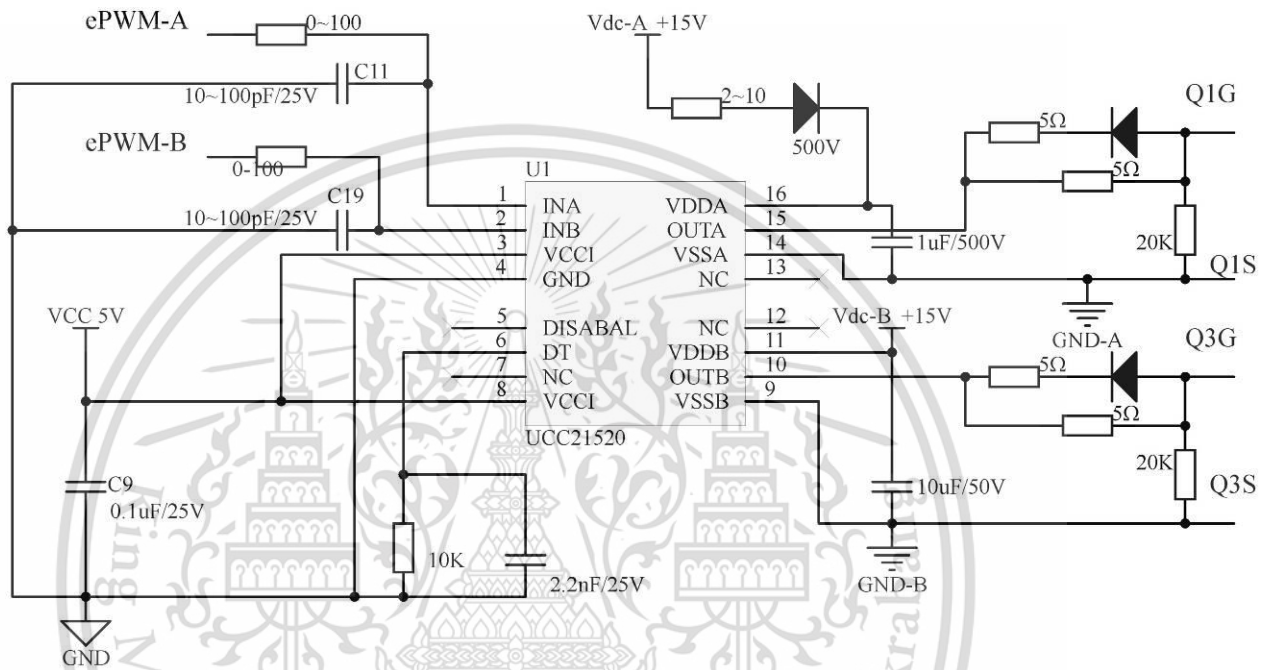 ePWM-A
0~100
C11
10~100pF/25V
ePWM-B
0-100
C19
10~100pF/25V
Vdc-A +15V
2~10
500V
5Ω
Q1G
5Ω
20K
Q1S
GND-A
U1
1 INA VDDA 16
2 INB OUTA 15
3 VCCI VSSA 14
4 GND NC 13
5 DISABAL NC 12
6 DT VDDB 11
7 NC OUTB 10
8 VCCI VSSB 9
UCC21520
1uF/500V
Vdc-B +15V
5Ω
Q3G
5Ω
20K
Q3S
10uF/50V
GND-B
VCC 5V
C9
0.1uF/25V
10K
2.2nF/25V
GND
King M
krabang